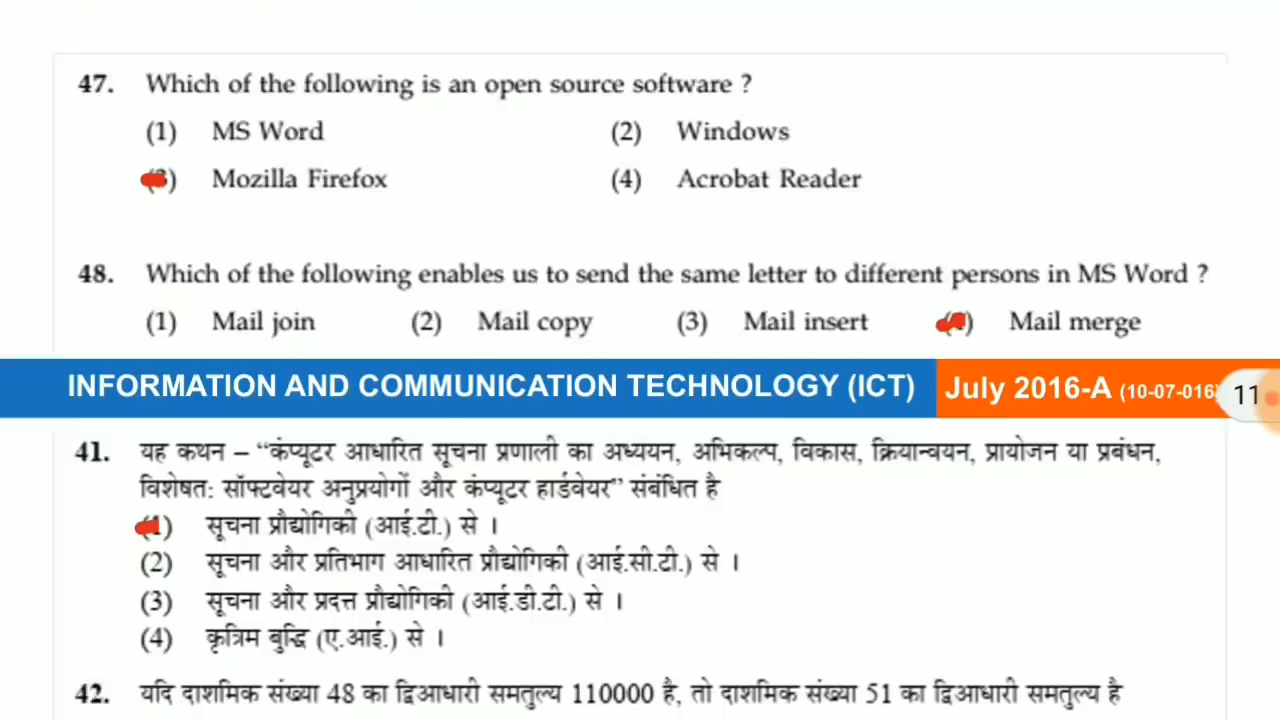 47. Which of the following is an open source software ?
(1) MS Word (2) Windows
(3) Mozilla Firefox (4) Acrobat Reader
48. Which of the following enables us to send the same letter to different persons in MS Word ?
(1) Mail join (2) Mail copy (3) Mail insert (4) Mail merge
INFORMATION AND COMMUNICATION TECHNOLOGY (ICT) July 2016-A (10-07-016) 11
41. यह कथन – “कंप्यूटर आधारित सूचना प्रणाली का अध्ययन, अभिकल्प, विकास, क्रियान्वयन, प्रायोजन या प्रबंधन,
विशेषत: सॉफ्टवेयर अनुप्रयोगों और कंप्यूटर हार्डवेयर” संबंधित है
(1) सूचना प्रौद्योगिकी (आई.टी.) से ।
(2) सूचना और प्रतिभाग आधारित प्रौद्योगिकी (आई.सी.टी.) से ।
(3) सूचना और प्रदत्त प्रौद्योगिकी (आई.डी.टी.) से ।
(4) कृत्रिम बुद्धि (ए.आई.) से ।
42. यदि दाशमिक संख्या 48 का द्विआधारी समतुल्य 110000 है, तो दाशमिक संख्या 51 का द्विआधारी समतुल्य है